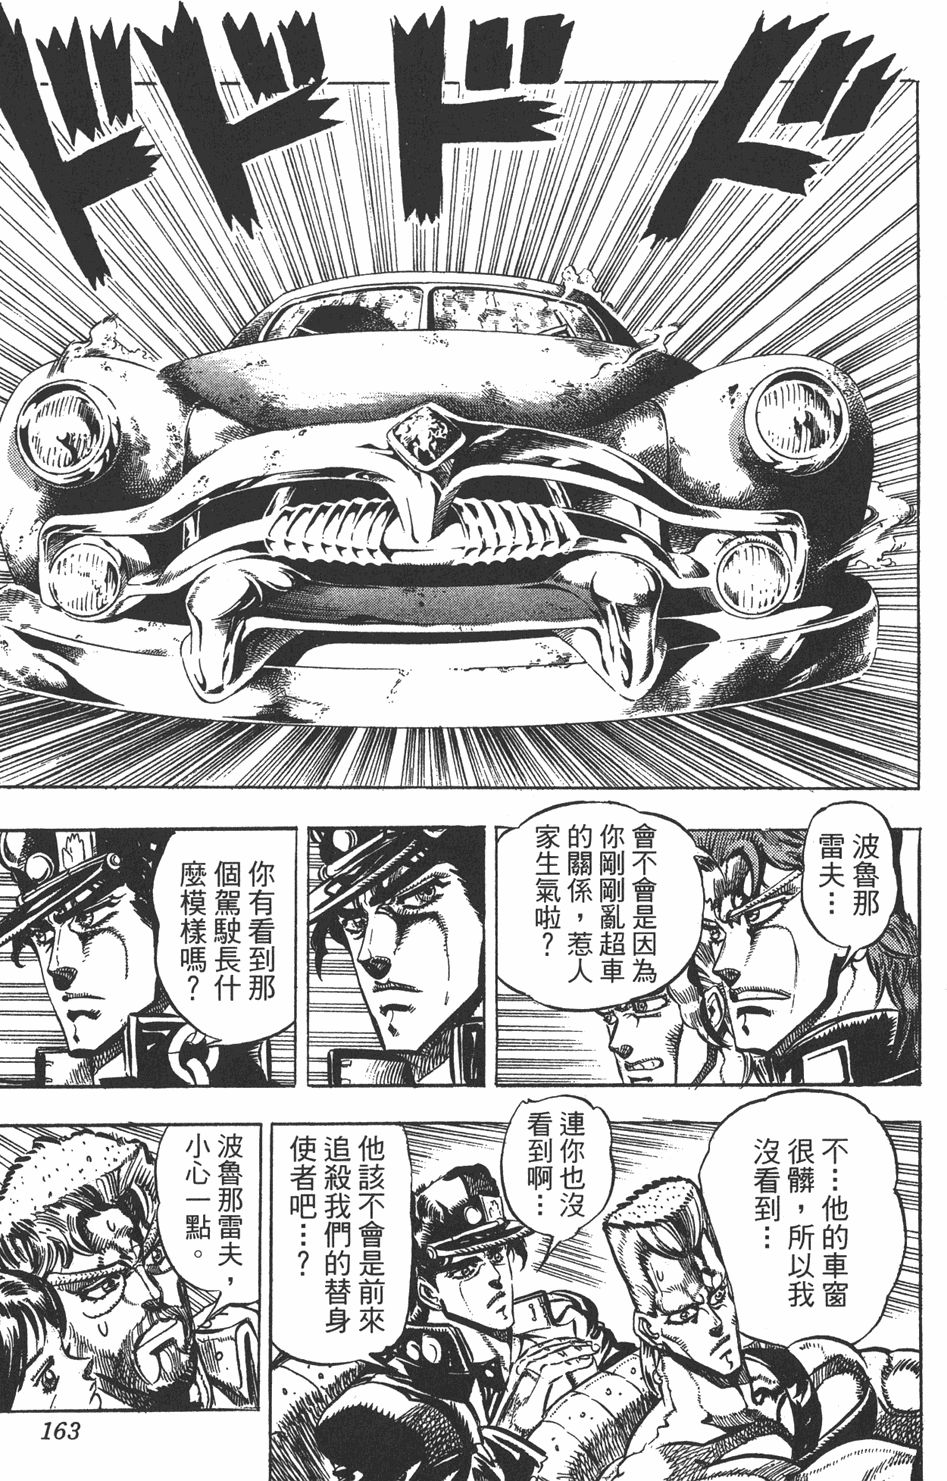 ドドドド
波魯那
雷夫…
會不會是因為
你剛剛亂超車
的關係，惹人
家生氣啦？
你有看到那
個駕駛長什
麼模樣嗎？
不…他的車窗
很髒，所以我
沒看到…
連你也沒
看到啊…
他該不會是前來
追殺我們的替身
使者吧…？
波魯那雷夫，
小心一點。
163